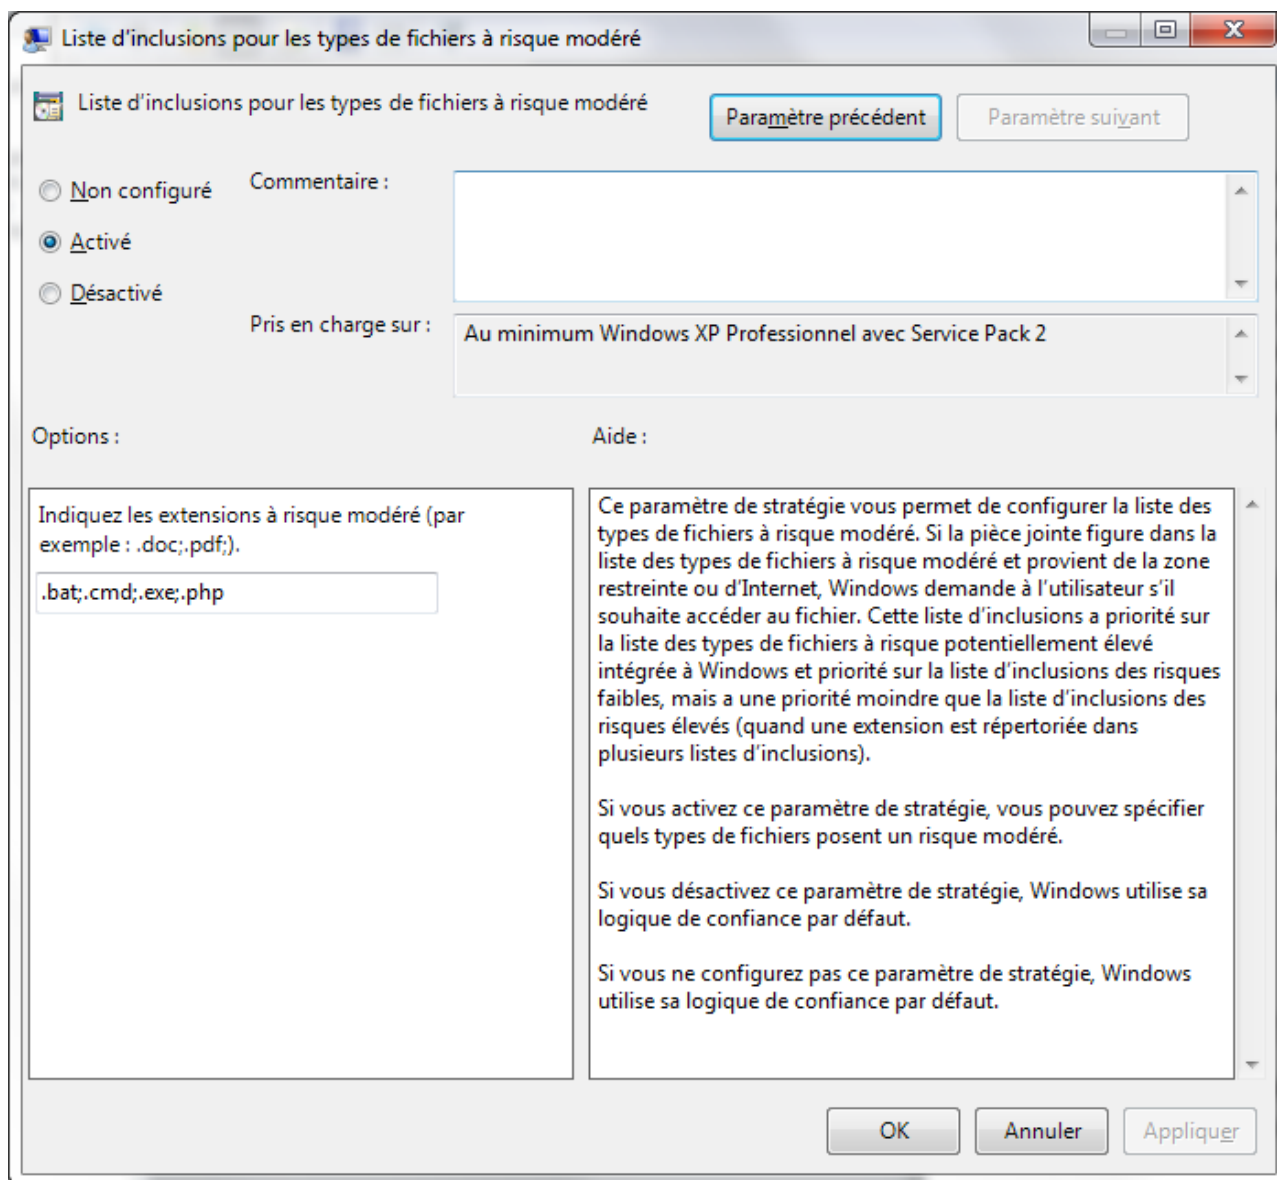 Liste d'inclusions pour les types de fichiers à risque modéré
Liste d'inclusions pour les types de fichiers à risque modéré
Paramètre précédent
Paramètre suivant
Non configuré
Commentaire :
Activé
Désactivé
Pris en charge sur :
Au minimum Windows XP Professionnel avec Service Pack 2
Options :
Aide :
Indiquez les extensions à risque modéré (par
exemple : .doc;.pdf;).
.bat;.cmd;.exe;.php
Ce paramètre de stratégie vous permet de configurer la liste des
types de fichiers à risque modéré. Si la pièce jointe figure dans la
liste des types de fichiers à risque modéré et provient de la zone
restreinte ou d'Internet, Windows demande à l'utilisateur s'il
souhaite accéder au fichier. Cette liste d'inclusions a priorité sur
la liste des types de fichiers à risque potentiellement élevé
intégrée à Windows et priorité sur la liste d'inclusions des risques
faibles, mais a une priorité moindre que la liste d'inclusions des
risques élevés (quand une extension est répertoriée dans
plusieurs listes d'inclusions).
Si vous activez ce paramètre de stratégie, vous pouvez spécifier
quels types de fichiers posent un risque modéré.
Si vous désactivez ce paramètre de stratégie, Windows utilise sa
logique de confiance par défaut.
Si vous ne configurez pas ce paramètre de stratégie, Windows
utilise sa logique de confiance par défaut.
OK
Annuler
Appliquer